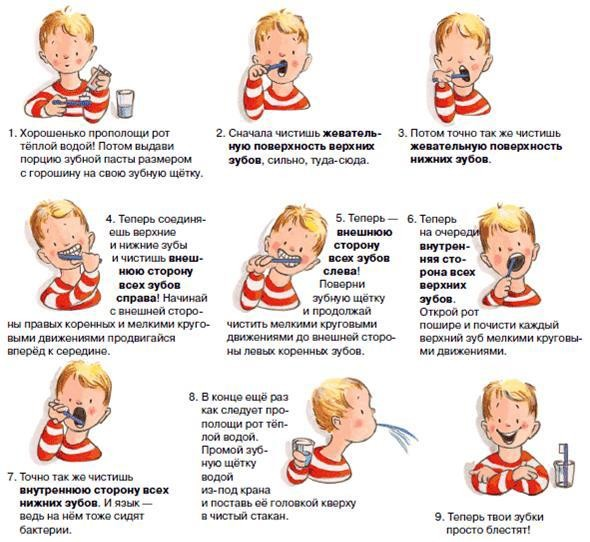 1. Хорошенько прополощи рот
тёплой водой! Потом выдави
порцию зубной пасты размером
с горошину на свою зубную щётку.
2. Сначала чистишь жеватель-
ную поверхность верхних
зубов, сильно, туда-сюда.
3. Потом точно так же чистишь
жевательную поверхность
нижних зубов.
4. Теперь соединя-
ешь верхние
и нижние зубы
и чистишь внеш-
нюю сторону
всех зубов
справа! Начинай
с внешней сторо-
ны правых коренных и мелкими круго-
выми движениями продвигайся
вперёд к середине.
5. Теперь —
внешнюю
сторону
всех зубов
слева!
Поверни
зубную щётку
и продолжай
чистить мелкими круговыми
движениями до внешней сторо-
ны левых коренных зубов.
6. Теперь
на очереди
внутрен-
няя сто-
рона всех
верхних
зубов.
Открой рот
пошире и почисти каждый
верхний зуб мелкими круговы-
ми движениями.
7. Точно так же чистишь
внутреннюю сторону всех
нижних зубов. И язык —
ведь на нём тоже сидят
бактерии.
8. В конце ещё раз
как следует про-
полощи рот тёп-
лой водой.
Промой зуб-
ную щётку
водой
из-под крана
и поставь её головкой кверху
в чистый стакан.
9. Теперь твои зубки
просто блестят!